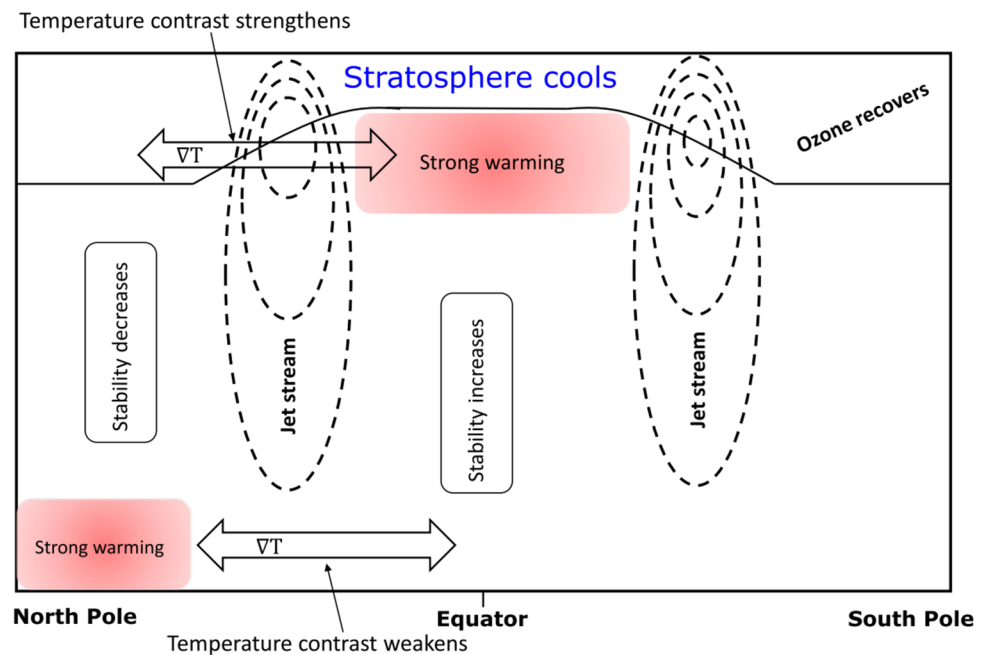 Temperature contrast strengthens
Stratosphere cools
Ozone recovers
∇T
Strong warming
Stability decreases
Jet stream
Stability increases
Jet stream
Strong warming
∇T
North Pole
Equator
South Pole
Temperature contrast weakens